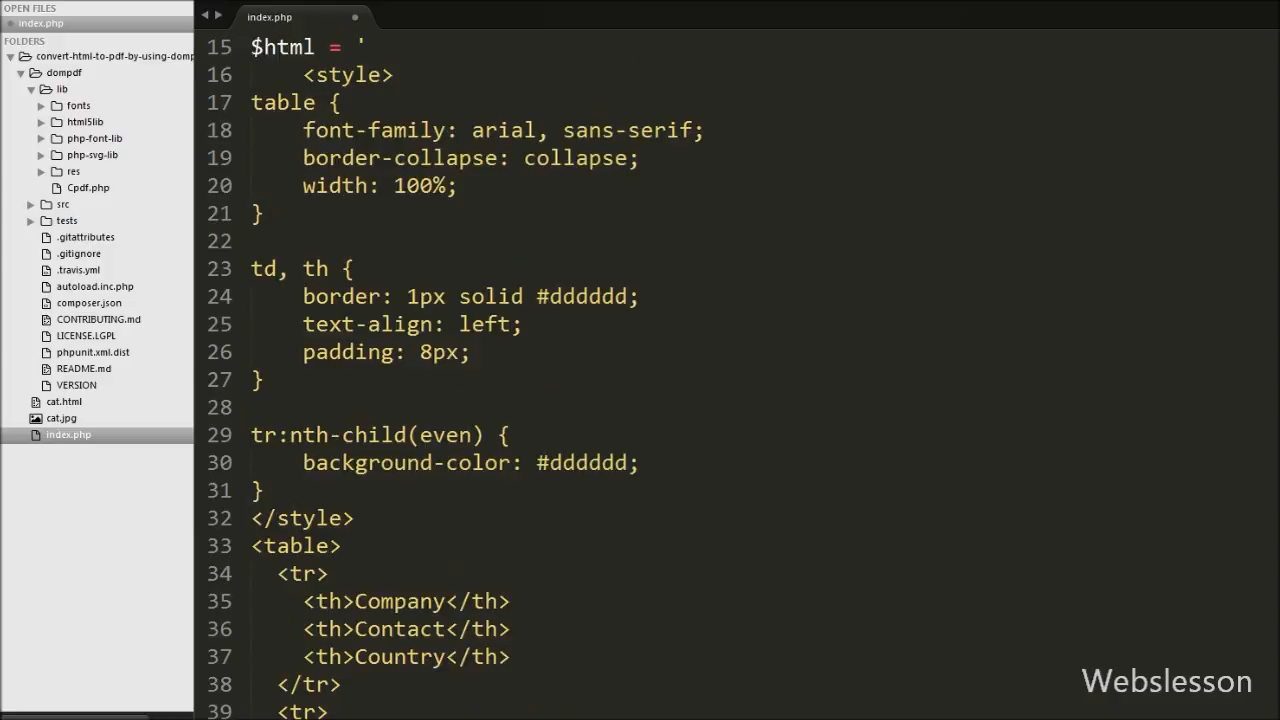 OPEN FILES
index.php
FOLDERS
convert-html-to-pdf-by-using-domp
dompdf
lib
fonts
html5lib
php-font-lib
php-svg-lib
res
Cpdf.php
src
tests
.gitattributes
.gitignore
.travis.yml
autoload.inc.php
composer.json
CONTRIBUTING.md
LICENSE.LGPL
phpunit.xml.dist
README.md
VERSION
cat.html
cat.jpg
index.php
index.php
15 $html = '
16 <style>
17 table {
18 font-family: arial, sans-serif;
19 border-collapse: collapse;
20 width: 100%;
21 }
22
23 td, th {
24 border: 1px solid #dddddd;
25 text-align: left;
26 padding: 8px;
27 }
28
29 tr:nth-child(even) {
30 background-color: #dddddd;
31 }
32 </style>
33 <table>
34 <tr>
35 <th>Company</th>
36 <th>Contact</th>
37 <th>Country</th>
38 </tr>
39 <tr>
Webslesson